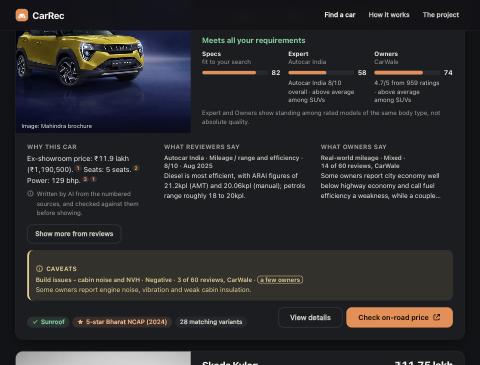 CarRec
Find a car
How it works
The project
Image: Mahindra brochure
Meets all your requirements
Specs
fit to your search
82
Expert
Autocar India
58
Autocar India 8/10
overall · above average
among SUVs
Owners
CarWale
74
4.7/5 from 959 ratings
· above average
among SUVs
Expert and Owners show standing among rated models of the same body type, not
absolute quality.
WHY THIS CAR
Ex-showroom price: ₹11.9 lakh
(₹1,190,500). Seats: 5 seats.
Power: 129 bhp.
Written by AI from the numbered
sources, and checked against them
before showing.
WHAT REVIEWERS SAY
Autocar India · Mileage / range and efficiency ·
8/10 · Aug 2025
Diesel is most efficient, with ARAI figures of
21.2kpl (AMT) and 20.06kpl (manual); petrols
range roughly 18 to 20kpl.
WHAT OWNERS SAY
Real-world mileage · Mixed ·
14 of 60 reviews, CarWale
Some owners report city economy well
below highway economy and call fuel
efficiency a weakness, while a couple…
Show more from reviews
CAVEATS
Build issues - cabin noise and NVH · Negative · 3 of 60 reviews, CarWale · a few owners
Some owners report engine noise, vibration and weak cabin insulation.
✓ Sunroof
★ 5-star Bharat NCAP (2024)
28 matching variants
View details
Check on-road price